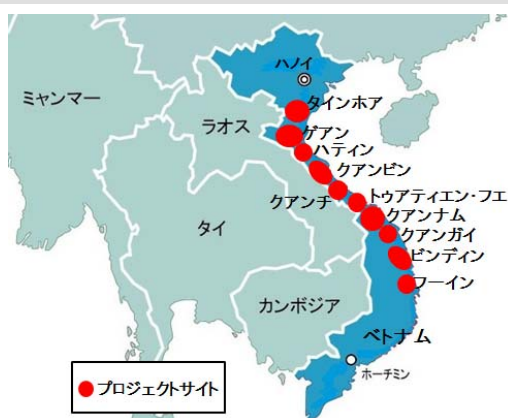 ハノイ
ミャンマー
タインホア
ラオス
ゲアン
ハティン
クアンビン
クアンチ
トゥアティエン・フエ
クアンナム
タイ
クアンガイ
ビンディン
フーイン
カンボジア
ベトナム
ホーチミン
プロジェクトサイト